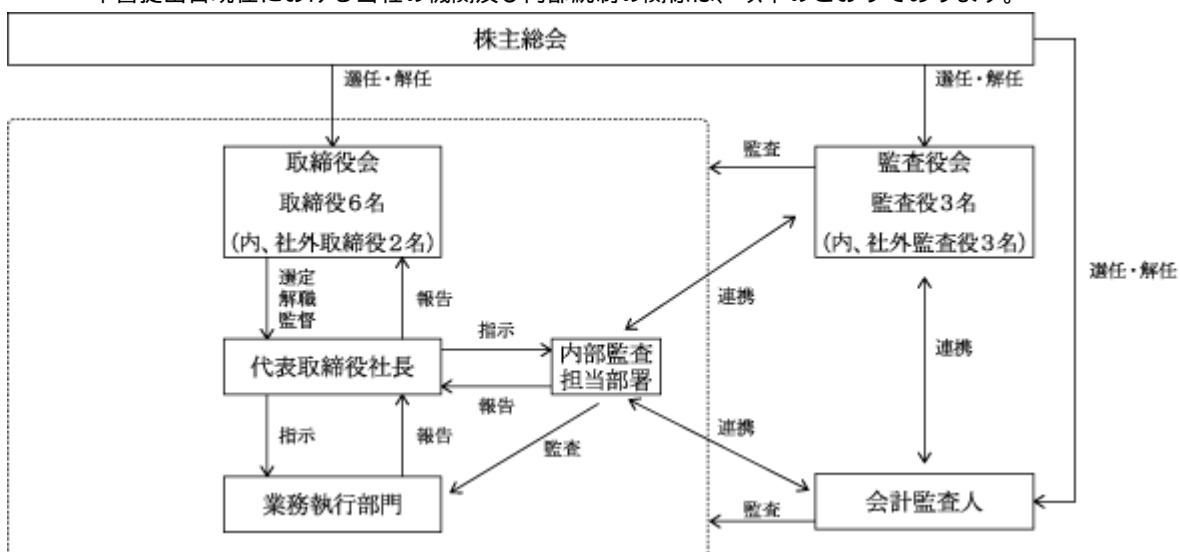 株主総会
選任・解任
選任・解任
取締役会
取締役6名
(内、社外取締役2名)
監査
監査役会
監査役3名
(内、社外監査役3名)
選任・解任
選定
解職
監督
報告
連携
指示
代表取締役社長
内部監査
担当部署
連携
報告
指示
報告
監査
連携
業務執行部門
監査
会計監査人